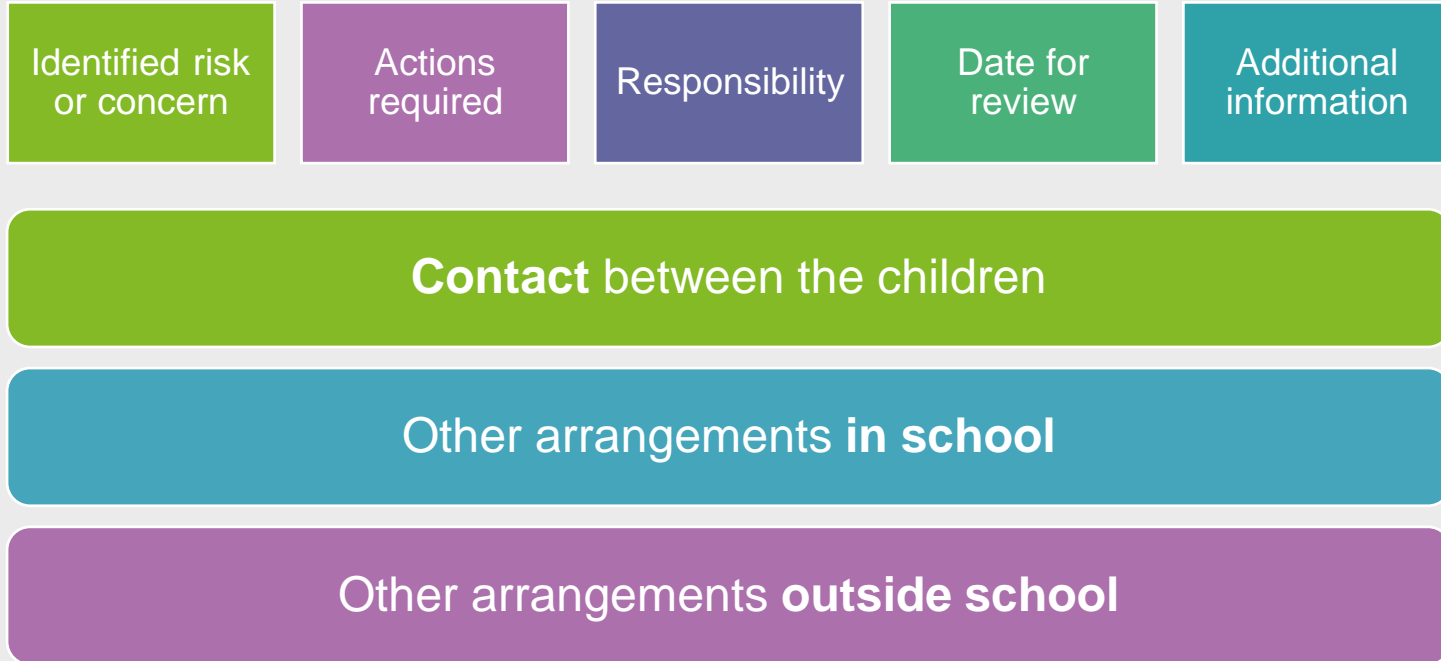 Identified risk
or concern
Actions
required
Responsibility
Date for
review
Additional
information
Contact between the children
Other arrangements in school
Other arrangements outside school